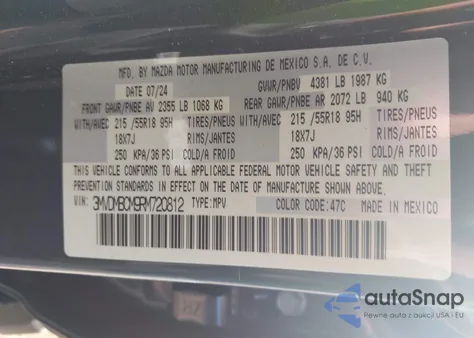 MFD. BY MAZDA MOTOR MANUFACTURING DE MEXICO S.A. DE C.V.
DATE 07/24 GVWR/PNBV 4381 LB 1987 KG
FRONT GAWR/PNBE AV 2355 LB 1068 KG REAR GAWR/PNBE AR 2072 LB 940 KG
WITH/AVEC 215 /55R18 95H TIRES/PNEUS WITH/AVEC 215 /55R18 95H TIRES/PNEUS
18X7J RIMS/JANTES 18X7J RIMS/JANTES
250 KPA/36 PSI COLD/A FROID 250 KPA/36 PSI COLD/A FROID
THIS VEHICLE CONFORMS TO ALL APPLICABLE FEDERAL MOTOR VEHICLE SAFETY AND THEFT
PREVENTION STANDARDS IN EFFECT ON THE DATE OF MANUFACTURE SHOWN ABOVE.
VIN: 3MVDMBCM9RM720812 TYPE:MPV COLOR CODE:47C MADE IN MEXICO
autoSnap
Pewne auta z aukcji USA i EU